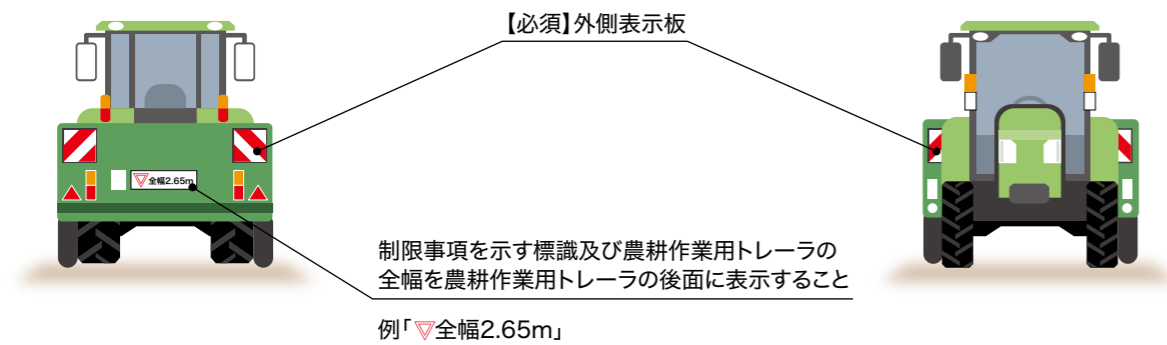 【必須】外側表示板
▽全幅2.65m
制限事項を示す標識及び農耕作業用トレーラの
全幅を農耕作業用トレーラの後面に表示すること
例「▽全幅2.65m」